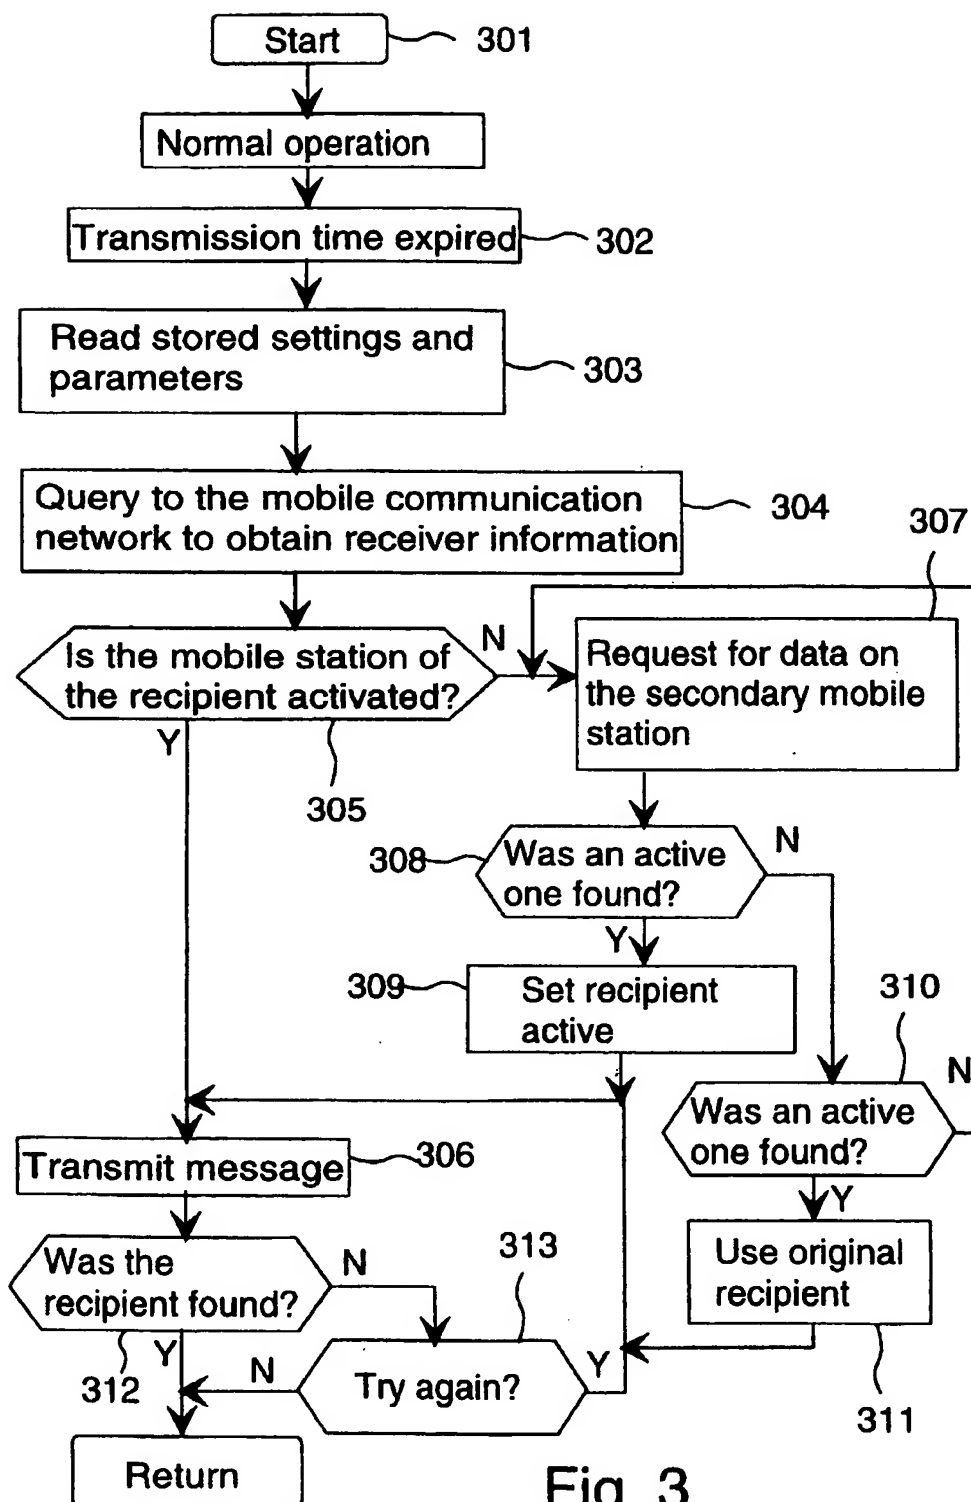 Start
301
Normal operation
Transmission time expired
302
Read stored settings and
parameters
303
Query to the mobile communication
network to obtain receiver information
304
307
Is the mobile station of
the recipient activated?
N
Y
305
Request for data on
the secondary mobile
station
308
Was an active
one found?
N
Y
309
Set recipient
active
310
Was an active
one found?
N
Y
Transmit message
306
Use original
recipient
311
Was the
recipient found?
N
Y
312
313
Try again?
N
Y
Return
Fig. 3